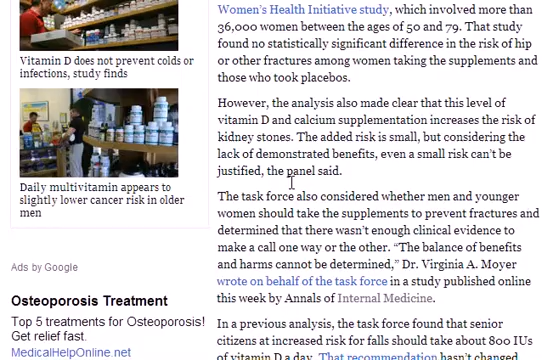 Vitamin D does not prevent colds or
infections, study finds
Daily multivitamin appears to
slightly lower cancer risk in older
men
Ads by Google
Osteoporosis Treatment
Top 5 treatments for Osteoporosis!
Get relief fast.
MedicalHelpOnline.net
Women's Health Initiative study, which involved more than
36,000 women between the ages of 50 and 79. That study
found no statistically significant difference in the risk of hip
or other fractures among women taking the supplements and
those who took placebos.
However, the analysis also made clear that this level of
vitamin D and calcium supplementation increases the risk of
kidney stones. The added risk is small, but considering the
lack of demonstrated benefits, even a small risk can't be
justified, the panel said.
The task force also considered whether men and younger
women should take the supplements to prevent fractures and
determined that there wasn't enough clinical evidence to
make a call one way or the other. “The balance of benefits
and harms cannot be determined,” Dr. Virginia A. Moyer
wrote on behalf of the task force in a study published online
this week by Annals of Internal Medicine.
In a previous analysis, the task force found that senior
citizens at increased risk for falls should take about 800 IUs
of vitamin D a day. That recommendation hasn't changed